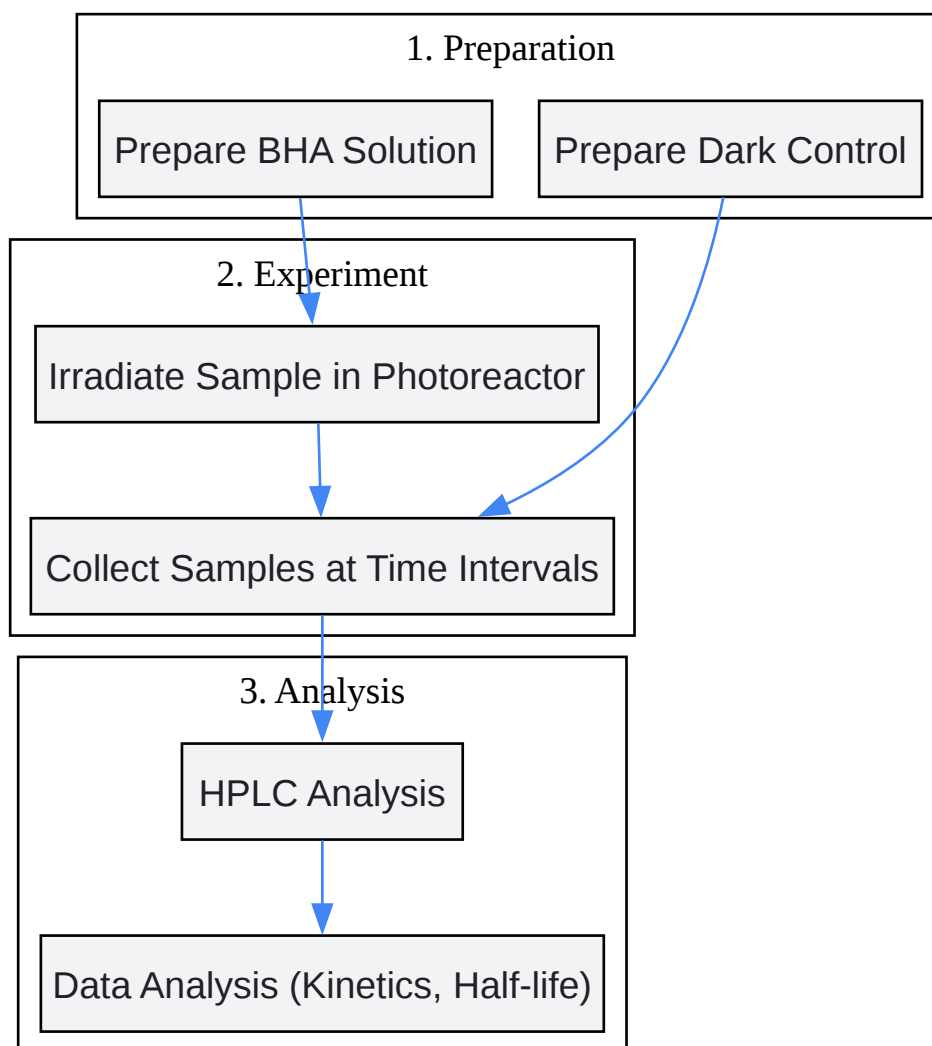 1. Preparation
Prepare BHA Solution
Prepare Dark Control
2. Experiment
Irradiate Sample in Photoreactor
Collect Samples at Time Intervals
3. Analysis
HPLC Analysis
Data Analysis (Kinetics, Half-life)